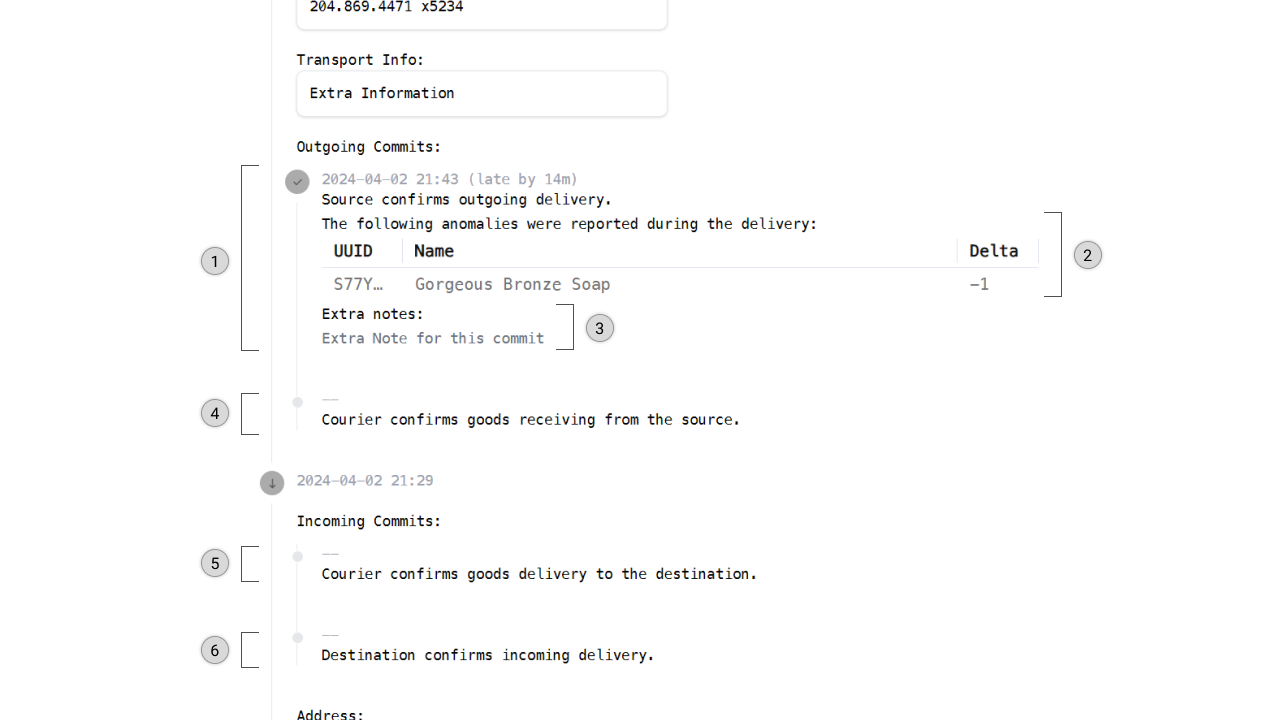 204.869.4471 x5234
Transport Info:
Extra Information
Outgoing Commits:
2024-04-02 21:43 (late by 14m)
Source confirms outgoing delivery.
The following anomalies were reported during the delivery:
UUID Name Delta
S77Y… Gorgeous Bronze Soap -1
1
2
Extra notes:
Extra Note for this commit
3
--
4
Courier confirms goods receiving from the source.
2024-04-02 21:29
Incoming Commits:
--
5
Courier confirms goods delivery to the destination.
--
6
Destination confirms incoming delivery.
Address: